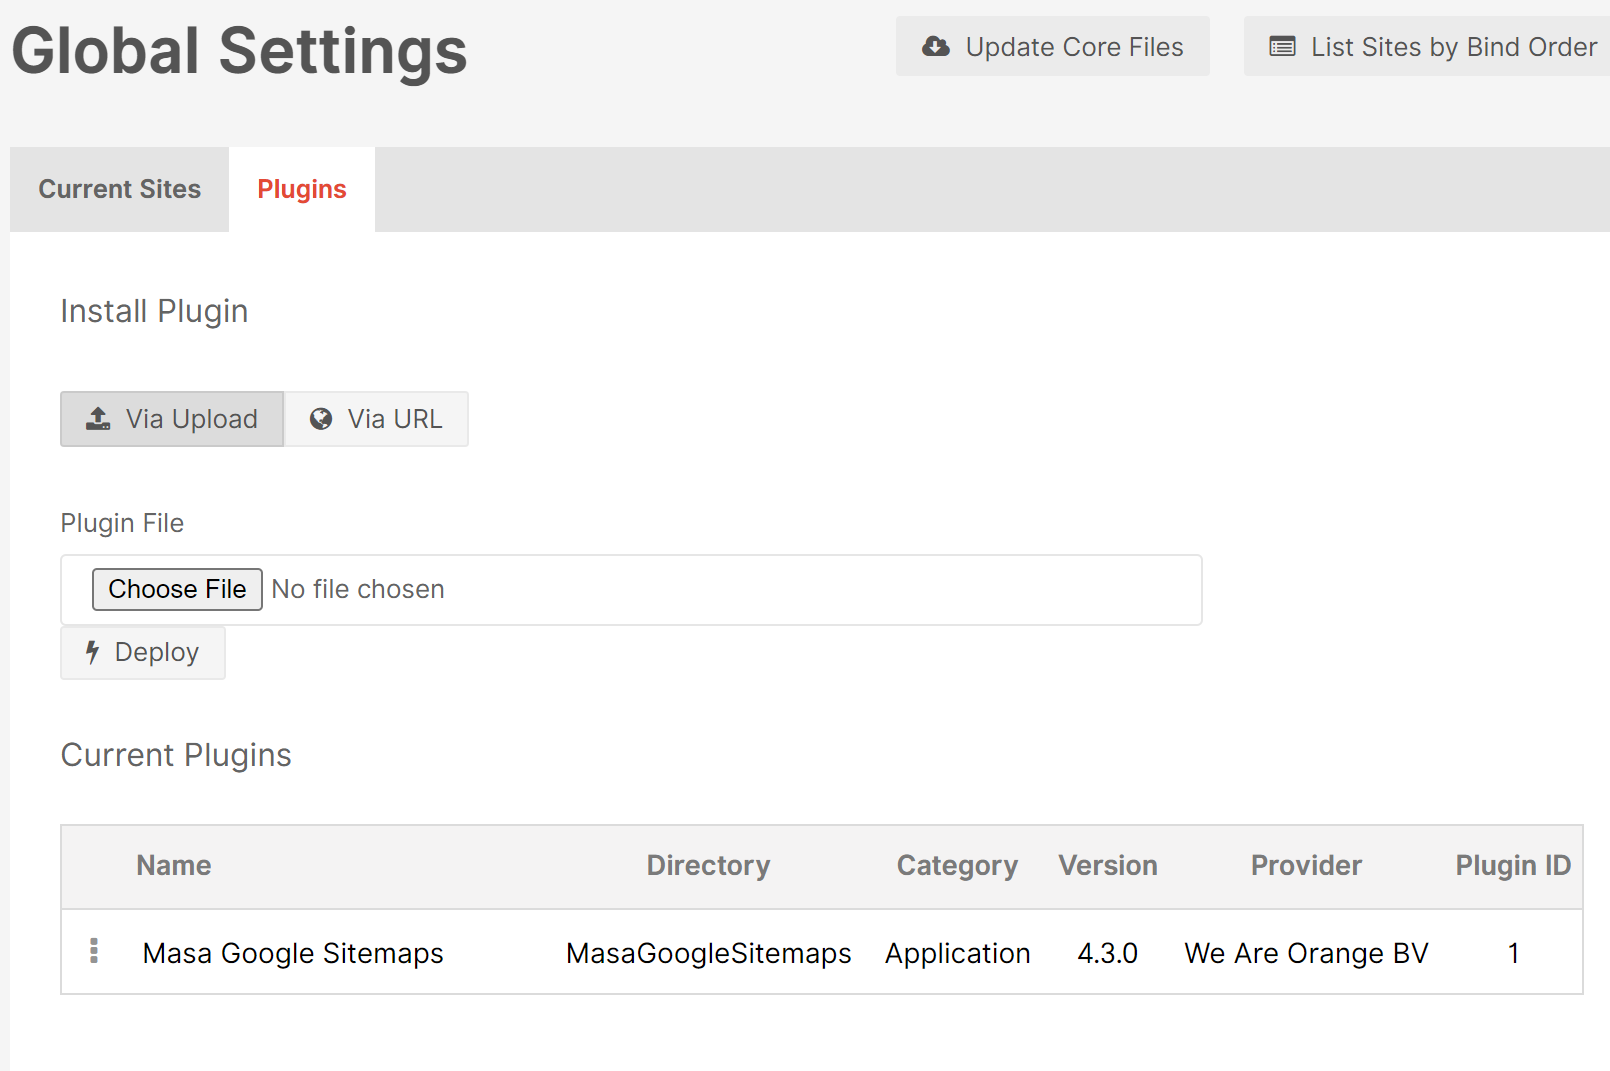 Global Settings
Update Core Files
List Sites by Bind Order
Current Sites
Plugins
Install Plugin
Via Upload
Via URL
Plugin File
Choose File No file chosen
Deploy
Current Plugins
Name Directory Category Version Provider Plugin ID
Masa Google Sitemaps MasaGoogleSitemaps Application 4.3.0 We Are Orange BV 1